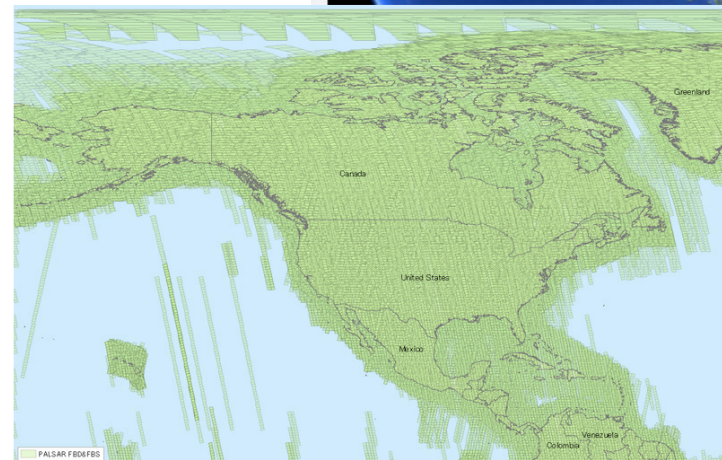 Greenland
Canada
United States
Mexico
Venezuela
Colombia
PALSAR FBD&FBS